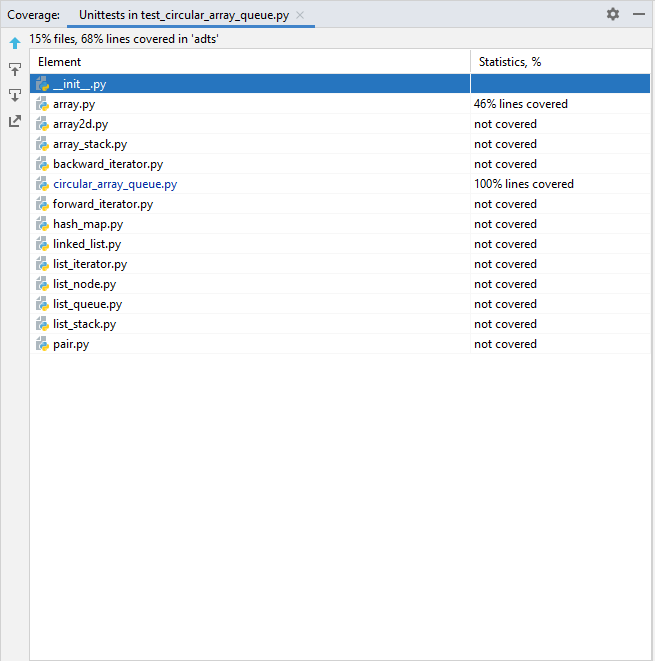 Coverage: Unittests in test_circular_array_queue.py
15% files, 68% lines covered in 'adts'
Element Statistics, %
__init__.py
array.py 46% lines covered
array2d.py not covered
array_stack.py not covered
backward_iterator.py not covered
circular_array_queue.py 100% lines covered
forward_iterator.py not covered
hash_map.py not covered
linked_list.py not covered
list_iterator.py not covered
list_node.py not covered
list_queue.py not covered
list_stack.py not covered
pair.py not covered